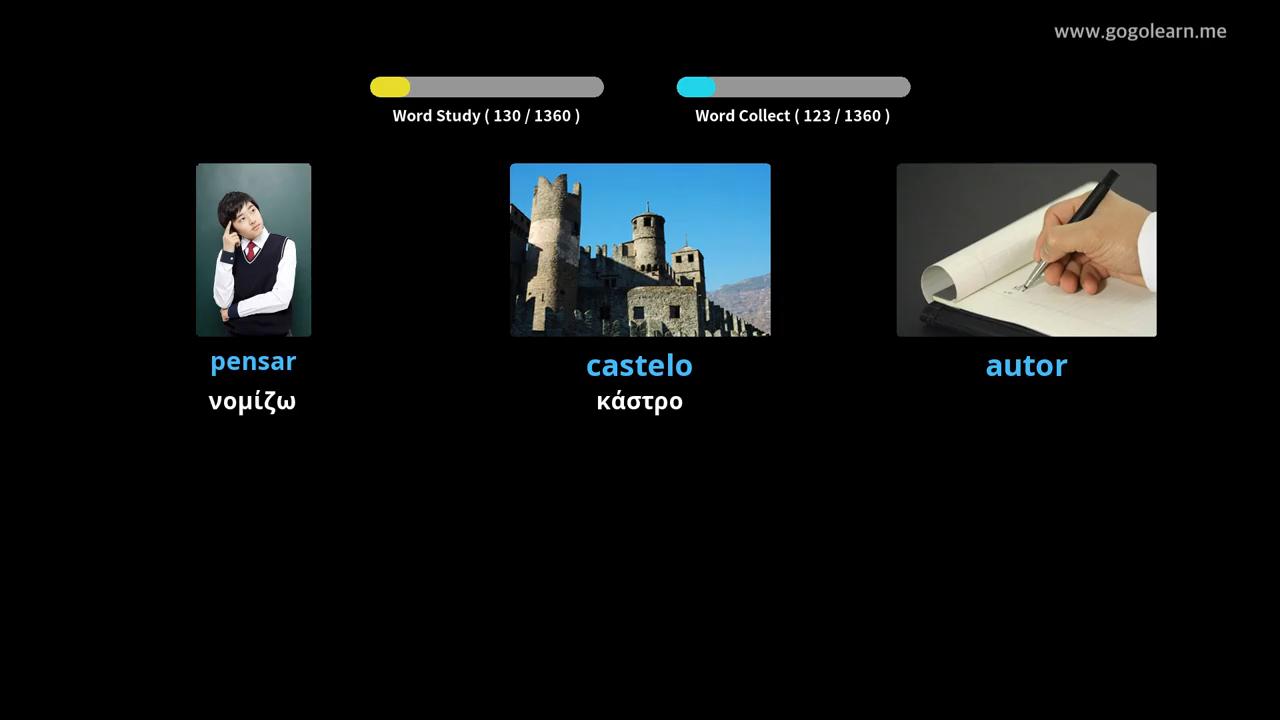 www.gogolearn.me
Word Study ( 130 / 1360 )
Word Collect ( 123 / 1360 )
pensar
νομίζω
castelo
κάστρο
autor